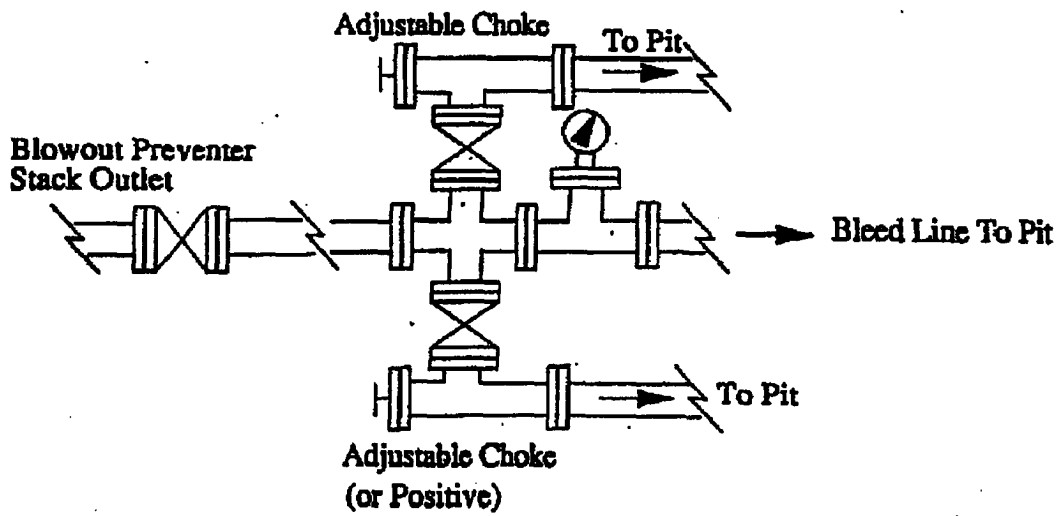 Adjustable Choke
To Pit
Blowout Preventer
Stack Outlet
Bleed Line To Pit
To Pit
Adjustable Choke
(or Positive)